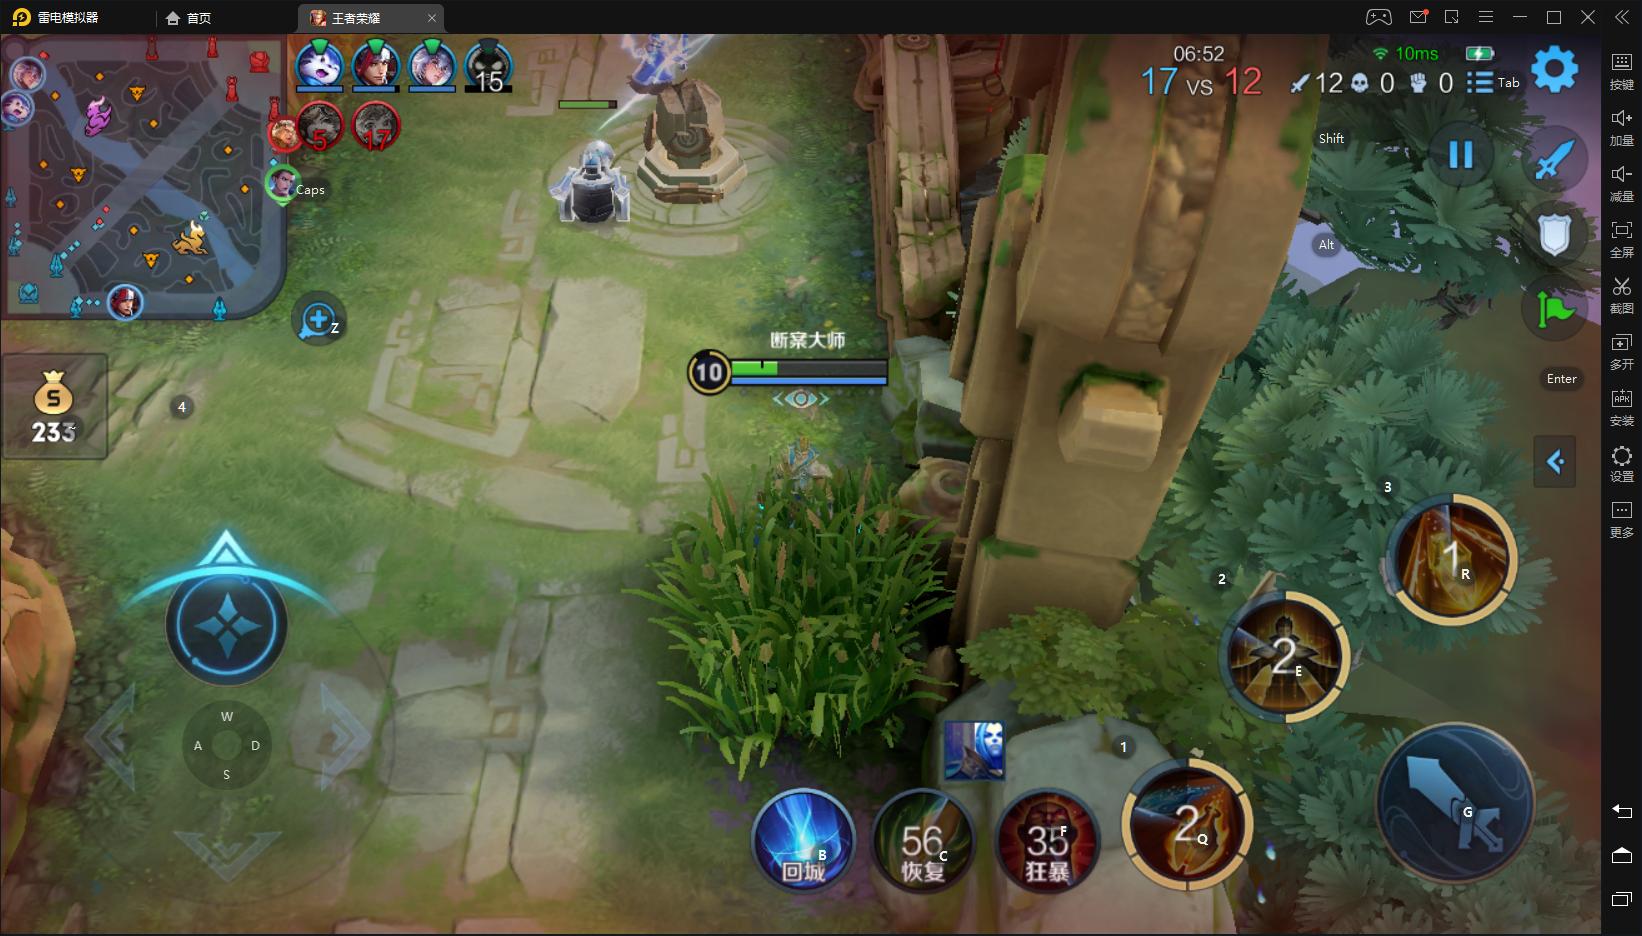 雷电模拟器
首页
王者荣耀
15
5
17
Caps
06:52
17 vs 12
10ms
12 0 0 Tab
Shift
Alt
Z
断案大师
10
Enter
233
4
3
1 R
2
2 E
W
A D
S
1
B
回城
56 C
恢复
35 F
狂暴
2 Q
G
按键
加量
减量
全屏
截图
多开
APK
安装
设置
更多